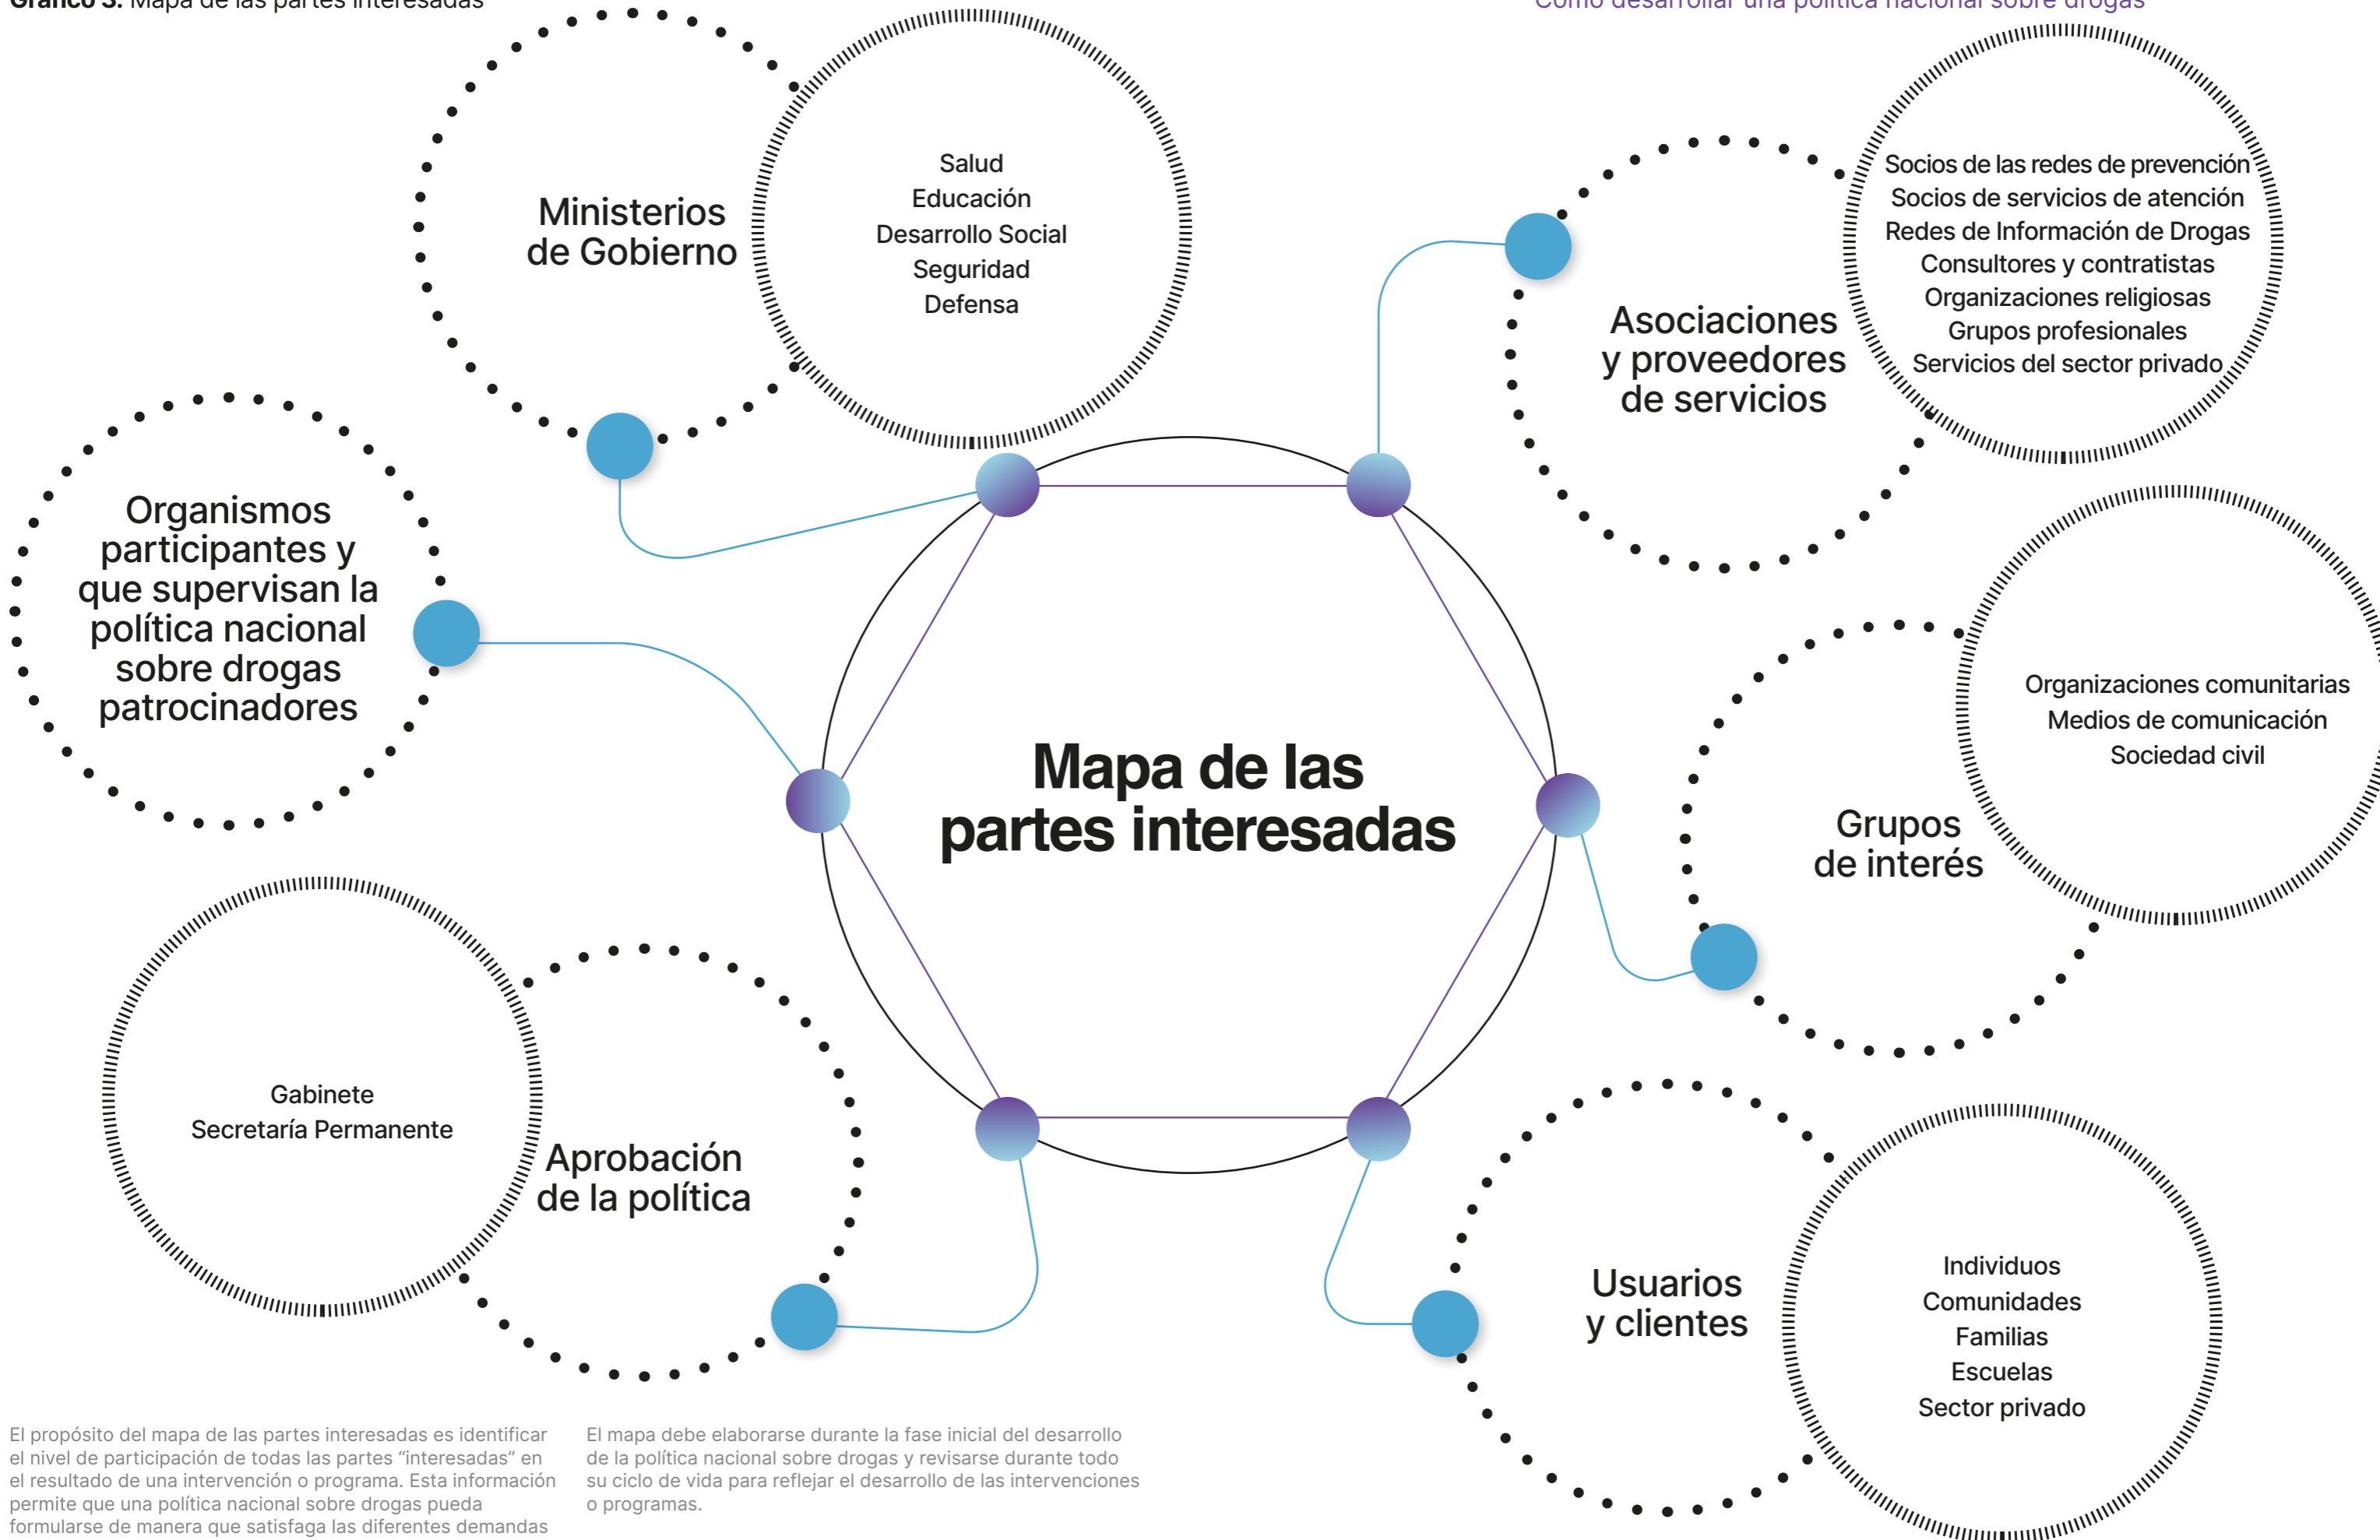 Gráfico 3. Mapa de las partes interesadas
Cómo desarrollar una política nacional sobre drogas
Ministerios
de Gobierno
Salud
Educación
Desarrollo Social
Seguridad
Defensa
Asociaciones
y proveedores
de servicios
Socios de las redes de prevención
Socios de servicios de atención
Redes de Información de Drogas
Consultores y contratistas
Organizaciones religiosas
Grupos profesionales
Servicios del sector privado
Organismos
participantes y
que supervisan la
política nacional
sobre drogas
patrocinadores
Mapa de las
partes interesadas
Grupos
de interés
Organizaciones comunitarias
Medios de comunicación
Sociedad civil
Gabinete
Secretaría Permanente
Aprobación
de la política
Usuarios
y clientes
Individuos
Comunidades
Familias
Escuelas
Sector privado
El propósito del mapa de las partes interesadas es identificar
el nivel de participación de todas las partes “interesadas” en
el resultado de una intervención o programa. Esta información
permite que una política nacional sobre drogas pueda
formularse de manera que satisfaga las diferentes demandas
El mapa debe elaborarse durante la fase inicial del desarrollo
de la política nacional sobre drogas y revisarse durante todo
su ciclo de vida para reflejar el desarrollo de las intervenciones
o programas.